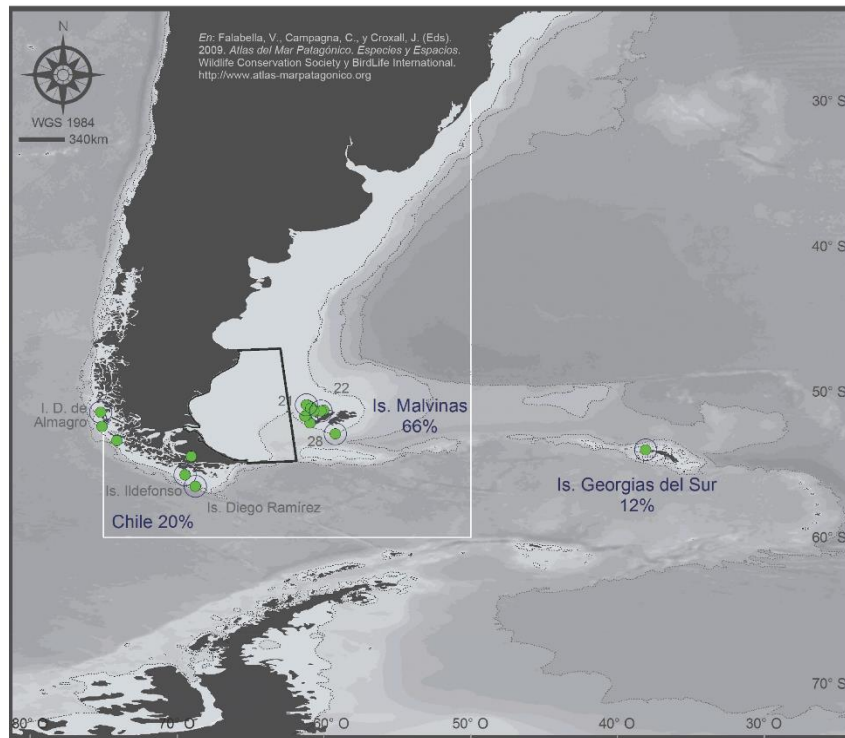 N
WGS 1984
340km
En: Falabella, V., Campagna, C., y Croxall, J. (Eds).
2009. Atlas del Mar Patagónico. Especies y Espacios.
Wildlife Conservation Society y BirdLife International.
http://www.atlas-marpatagonico.org
30° S
40° S
50° S
60° S
70° S
I. D. de
Almagro
21
22
28
Is. Malvinas
66%
Is. Georgias del Sur
12%
Is. Ildefonso
Is. Diego Ramírez
Chile 20%
80° O
70° O
60° O
50° O
40° O
30° O